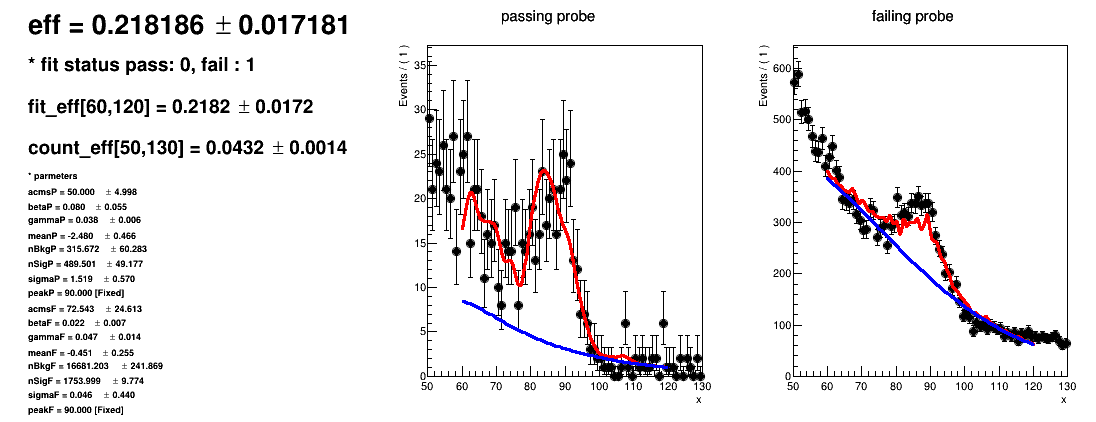 eff = 0.218186 ± 0.017181
* fit status pass: 0, fail : 1
fit_eff[60,120] = 0.2182 ± 0.0172
count_eff[50,130] = 0.0432 ± 0.0014
* parmeters
acmsP = 50.000 ± 4.998
betaP = 0.080 ± 0.055
gammaP = 0.038 ± 0.006
meanP = -2.480 ± 0.466
nBkgP = 315.672 ± 60.283
nSigP = 489.501 ± 49.177
sigmaP = 1.519 ± 0.570
peakP = 90.000 [Fixed]
acmsF = 72.543 ± 24.613
betaF = 0.022 ± 0.007
gammaF = 0.047 ± 0.014
meanF = -0.451 ± 0.255
nBkgF = 16681.203 ± 241.869
nSigF = 1753.999 ± 9.774
sigmaF = 0.046 ± 0.440
peakF = 90.000 [Fixed]
passing probe
Events / ( 1 )
35
30
25
20
15
10
5
0
50 60 70 80 90 100 110 120 130
x
failing probe
Events / ( 1 )
600
500
400
300
200
100
0
50 60 70 80 90 100 110 120 130
x